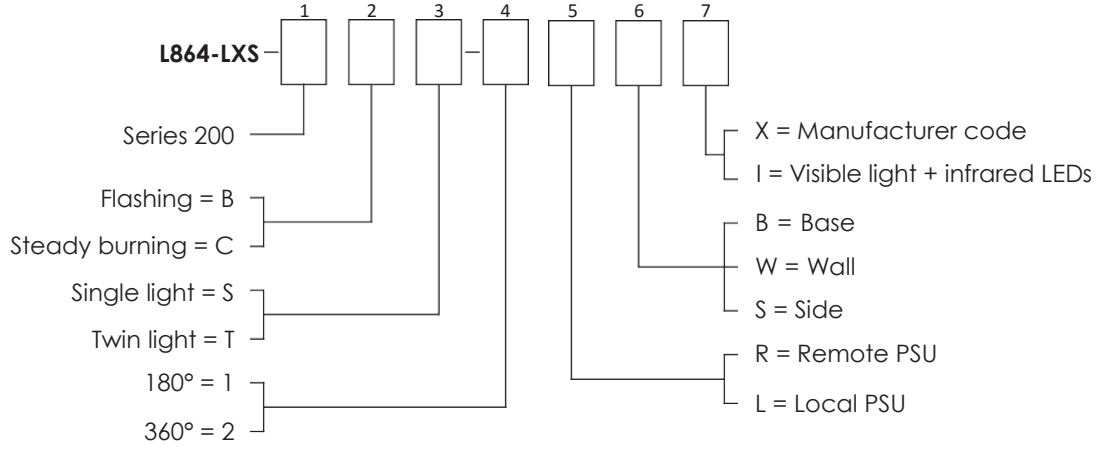 1 2 3 4 5 6 7
L864-LXS – –
Series 200
X = Manufacturer code
I = Visible light + infrared LEDs
Flashing = B
Steady burning = C
B = Base
W = Wall
S = Side
Single light = S
Twin light = T
R = Remote PSU
L = Local PSU
180° = 1
360° = 2